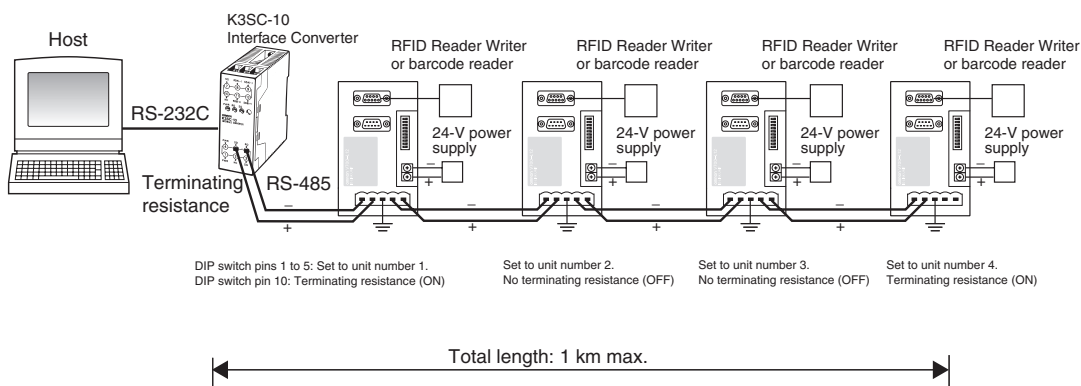 K3SC-10
Interface Converter
Host
RS-232C
Terminating
resistance
RS-485
RFID Reader Writer
or barcode reader
24-V power
supply
RFID Reader Writer
or barcode reader
24-V power
supply
RFID Reader Writer
or barcode reader
24-V power
supply
RFID Reader Writer
or barcode reader
24-V power
supply
− + − +
− + − +
− + − +
− + − +
DIP switch pins 1 to 5: Set to unit number 1.
DIP switch pin 10: Terminating resistance (ON)
Set to unit number 2.
No terminating resistance (OFF)
Set to unit number 3.
No terminating resistance (OFF)
Set to unit number 4.
Terminating resistance (ON)
Total length: 1 km max.